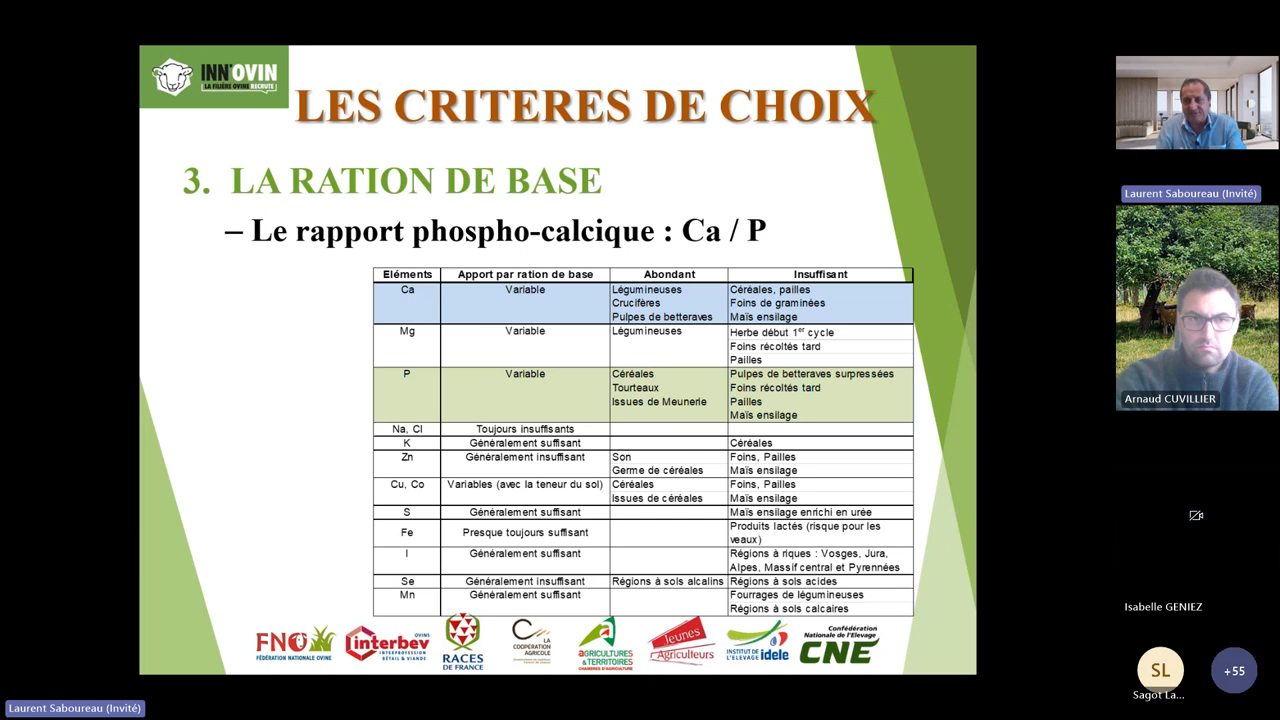 INN'OVIN
LA FILIÈRE OVINE RECRUTE !
LES CRITERES DE CHOIX
3. LA RATION DE BASE
– Le rapport phospho-calcique : Ca / P
Eléments Apport par ration de base Abondant Insuffisant
Ca Variable Légumineuses Céréales, pailles
Crucifères Foins de graminées
Pulpes de betteraves Maïs ensilage
Mg Variable Légumineuses Herbe début 1er cycle
Foins récoltés tard
Pailles
P Variable Céréales Pulpes de betteraves surpressées
Tourteaux Foins récoltés tard
Issues de Meunerie Pailles
Maïs ensilage
Na, Cl Toujours insuffisants
K Généralement suffisant Céréales
Zn Généralement insuffisant Son Foins, Pailles
Germe de céréales Maïs ensilage
Cu, Co Variables (avec la teneur du sol) Céréales Foins, Pailles
Issues de céréales Maïs ensilage
S Généralement suffisant Maïs ensilage enrichi en urée
Fe Presque toujours suffisant Produits lactés (risque pour les
veaux)
I Généralement suffisant Régions à riques : Vosges, Jura,
Alpes, Massif central et Pyrennées
Se Généralement insuffisant Régions à sols alcalins Régions à sols acides
Mn Généralement suffisant Fourrages de légumineuses
Régions à sols calcaires
FNO
FÉDÉRATION NATIONALE OVINE
OVINS
interbev
INTERPROFESSION
BÉTAIL & VIANDE
RACES
DE FRANCE
LA
COOPÉRATION
AGRICOLE
AGRICULTURES
& TERRITOIRES
CHAMBRES D'AGRICULTURE
Jeunes
Agriculteurs
INSTITUT DE
L'ELEVAGE idele
Confédération
Nationale de l'Elevage
CNE
Laurent Saboureau (Invité)
Arnaud CUVILLIER
Isabelle GENIEZ
SL
Sagot La...
+55
Laurent Saboureau (Invité)